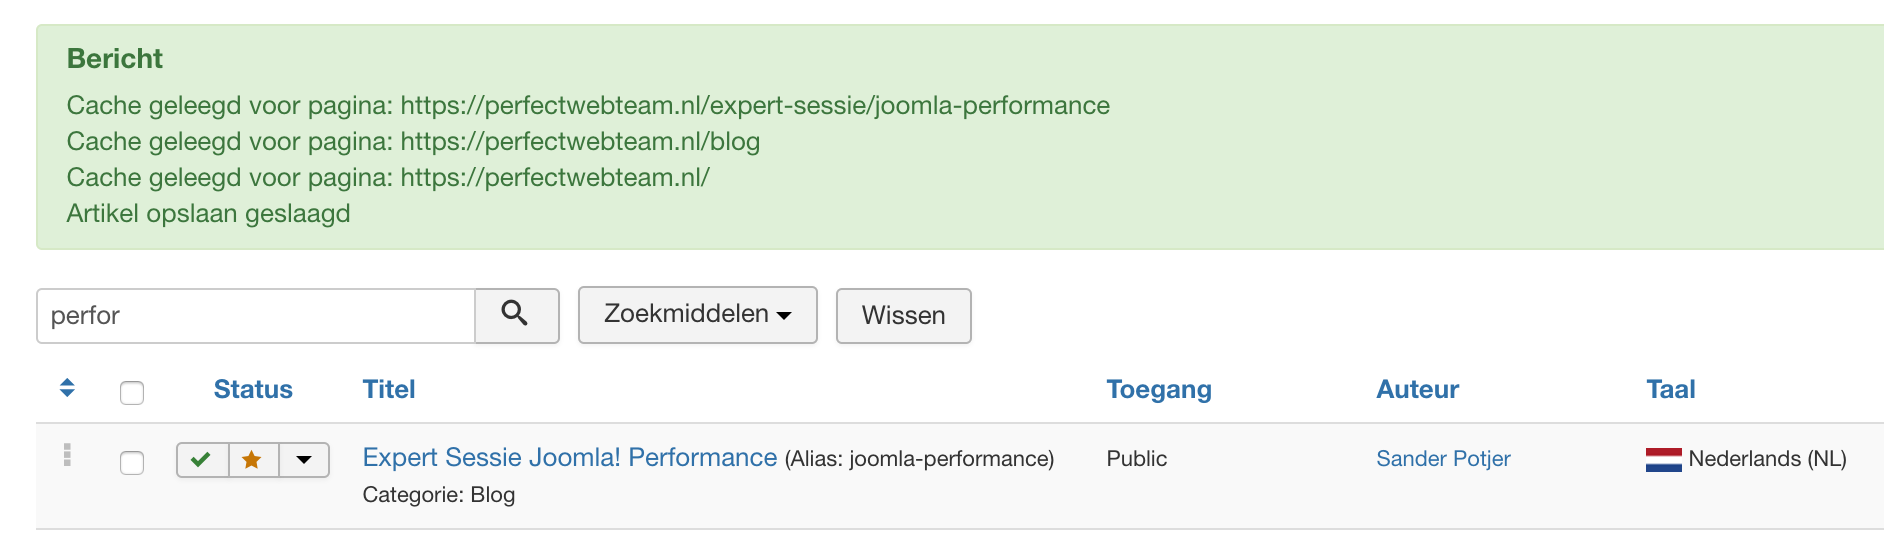 Bericht
Cache geleegd voor pagina: https://perfectwebteam.nl/expert-sessie/joomla-performance
Cache geleegd voor pagina: https://perfectwebteam.nl/blog
Cache geleegd voor pagina: https://perfectwebteam.nl/
Artikel opslaan geslaagd
perfor Zoekmiddelen Wissen
Status Titel Toegang Auteur Taal
Expert Sessie Joomla! Performance (Alias: joomla-performance) Public Sander Potjer Nederlands (NL)
Categorie: Blog